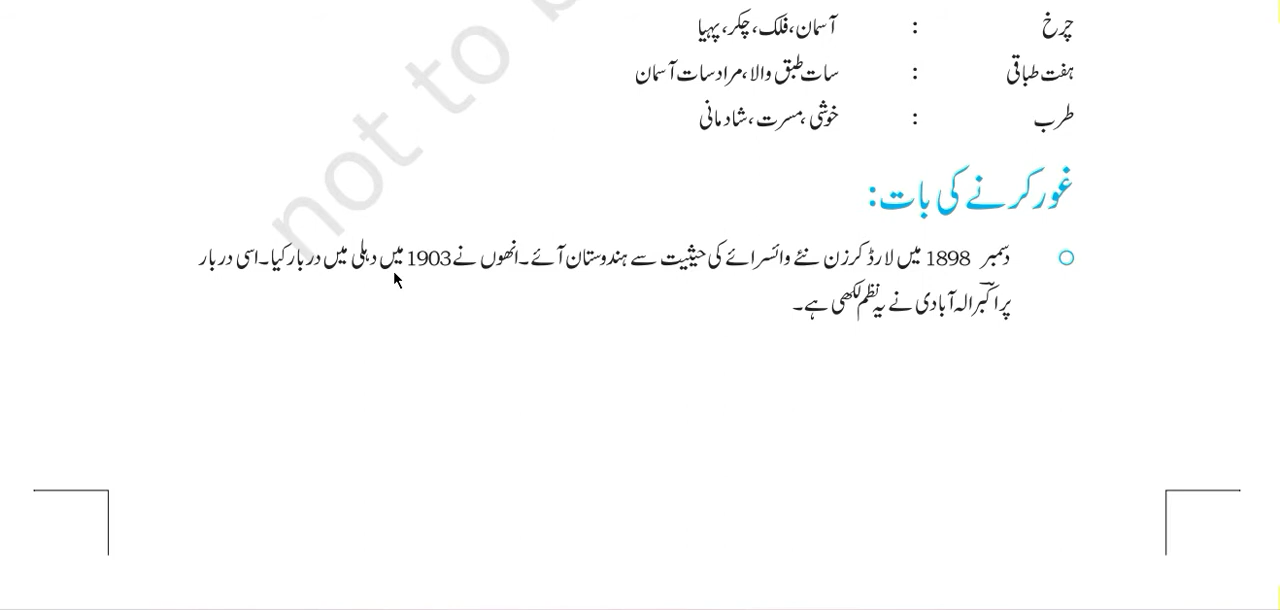 چرخ : آسمان، فلک، چکر، پہیا
ہفت طباقی : سات طبق والا، مراد سات آسمان
طرب : خوشی، مسرت، شادمانی
not to b
غور کرنے کی بات:
دسمبر 1898 میں لارڈ کرزن نئے وائسرائے کی حیثیت سے ہندوستان آئے۔ انھوں نے 1903 میں دہلی میں دربار کیا۔ اسی دربار
پر اکبرؔ الہ آبادی نے یہ نظم لکھی ہے۔